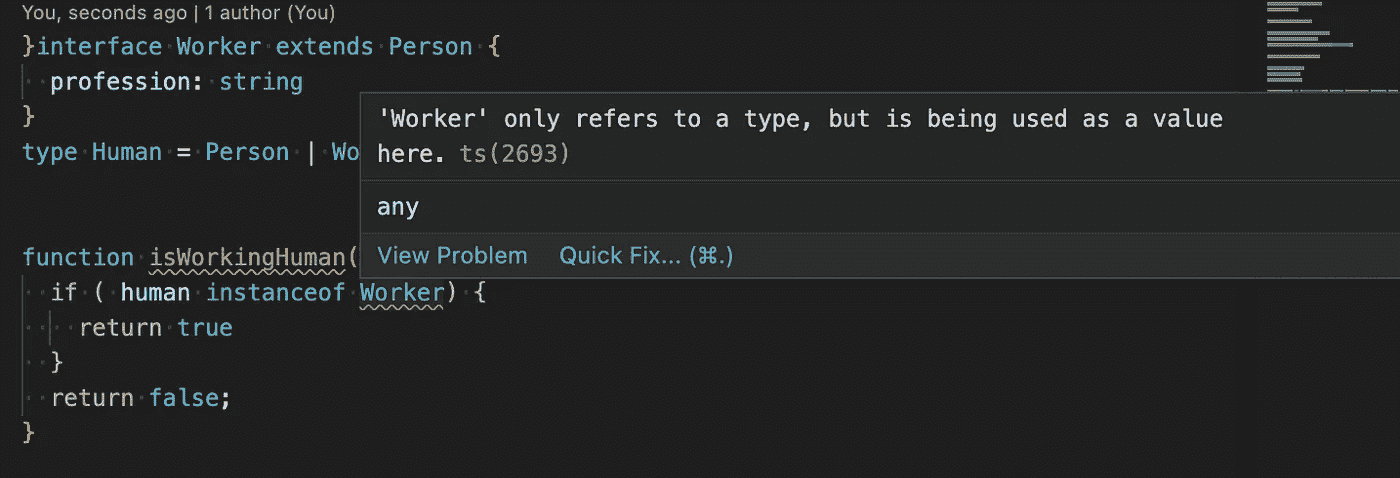 You, seconds ago | 1 author (You)
}interface Worker extends Person {
profession: string
}
type Human = Person | Wo
function isWorkingHuman(
if ( human instanceof Worker) {
return true
}
return false;
}
'Worker' only refers to a type, but is being used as a value
here. ts(2693)
any
View Problem Quick Fix... (⌘.)